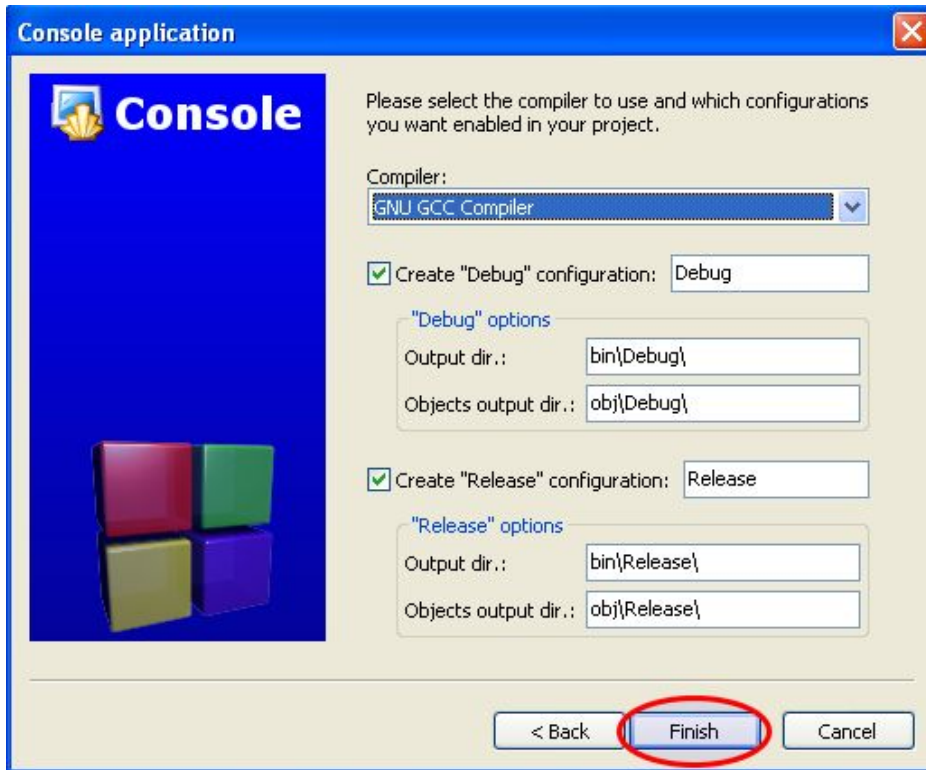 Console application
Console
Please select the compiler to use and which configurations
you want enabled in your project.
Compiler:
GNU GCC Compiler
Create "Debug" configuration: Debug
"Debug" options
Output dir.: bin\Debug\
Objects output dir.: obj\Debug\
Create "Release" configuration: Release
"Release" options
Output dir.: bin\Release\
Objects output dir.: obj\Release\
< Back Finish Cancel